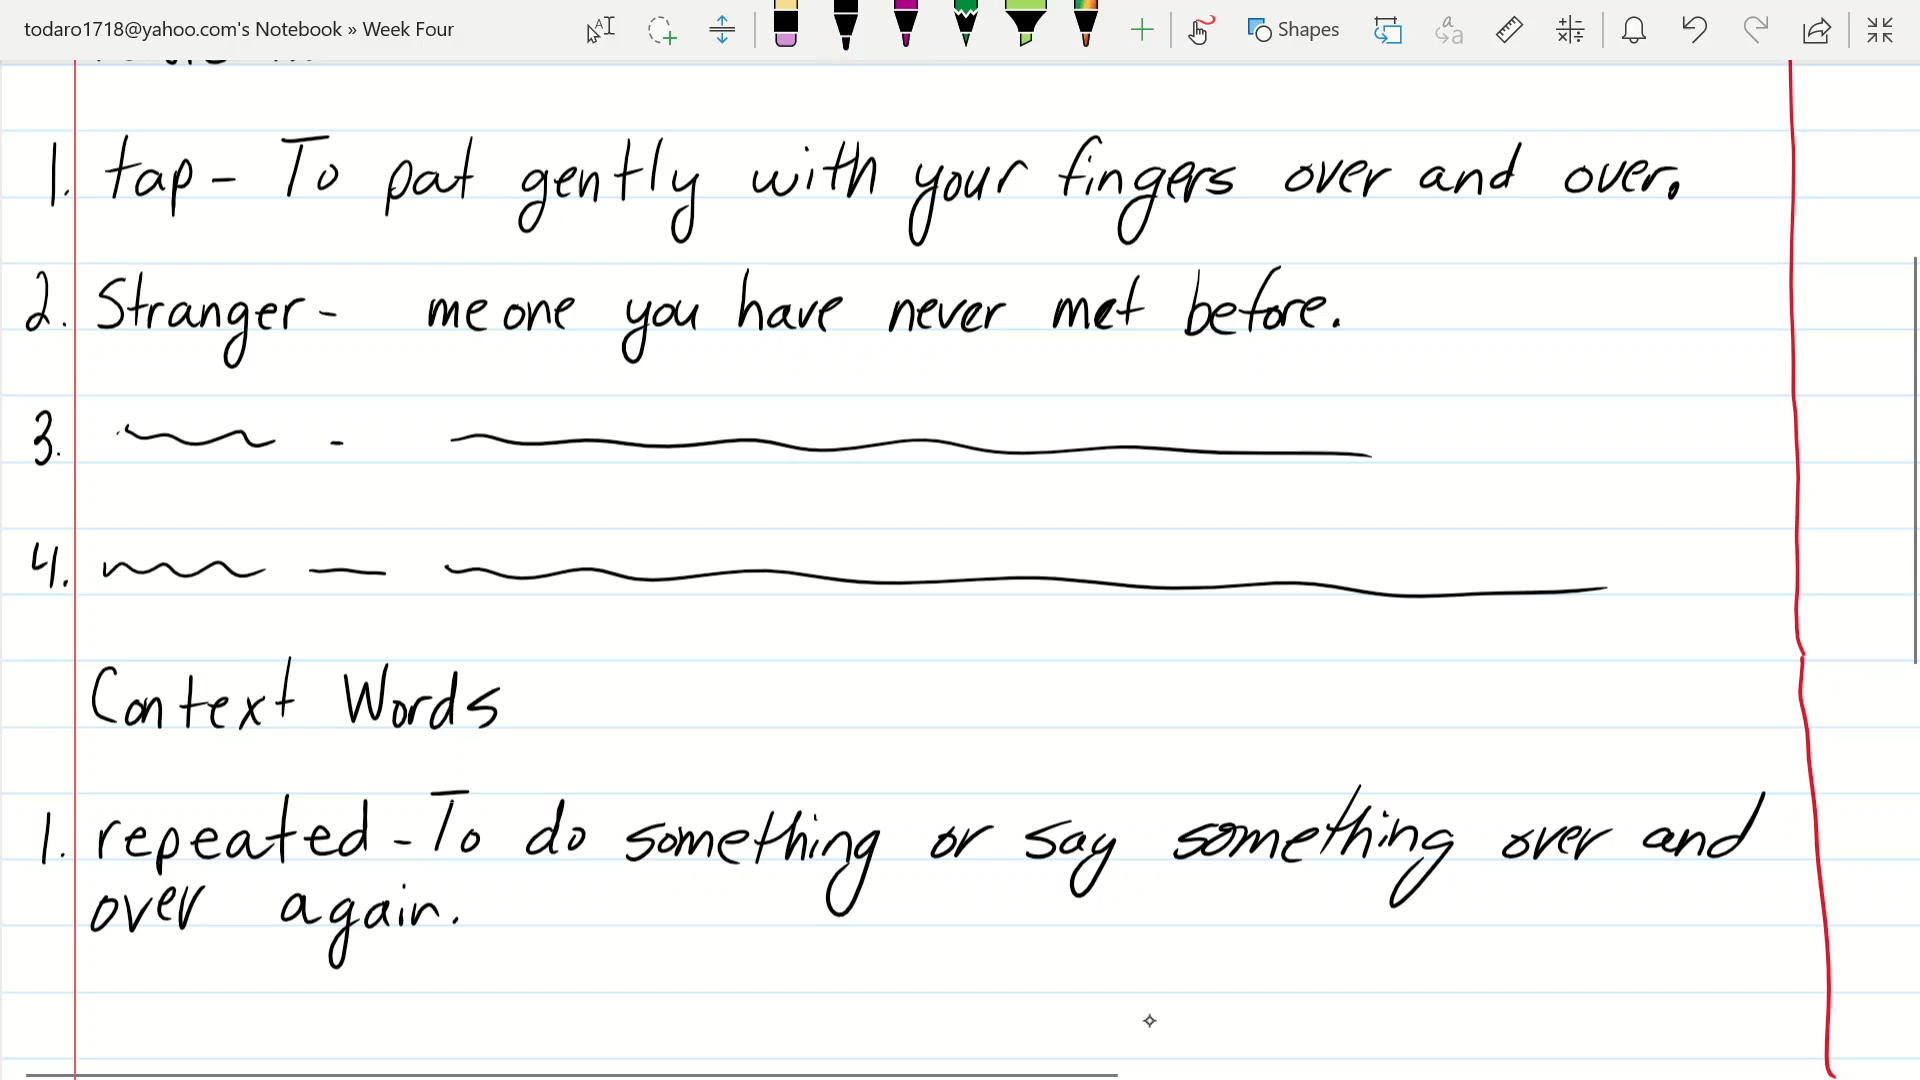 todaro1718@yahoo.com's Notebook » Week Four
Shapes
1. tap - To pat gently with your fingers over and over.
2. Stranger - me one you have never met before.
3.
4.
Context Words
1. repeated - To do something or say something over and
over again.